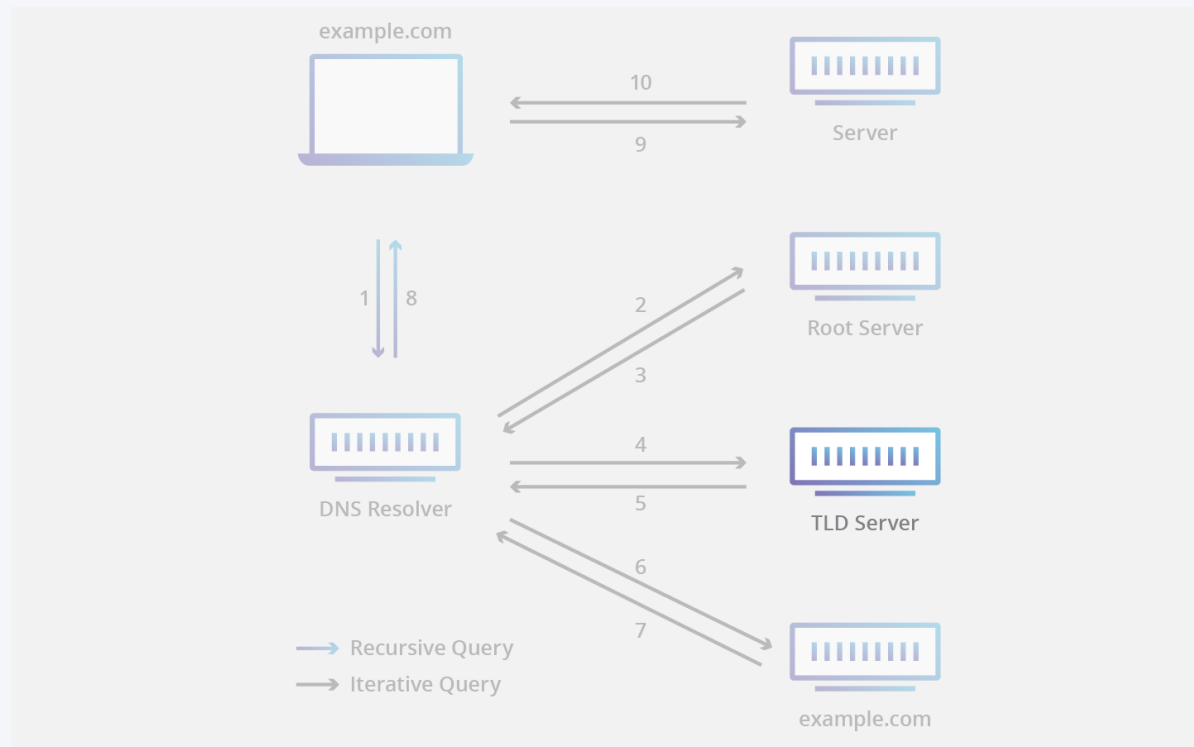 example.com
10
9
Server
1
8
2
3
Root Server
4
5
DNS Resolver
TLD Server
6
7
Recursive Query
Iterative Query
example.com